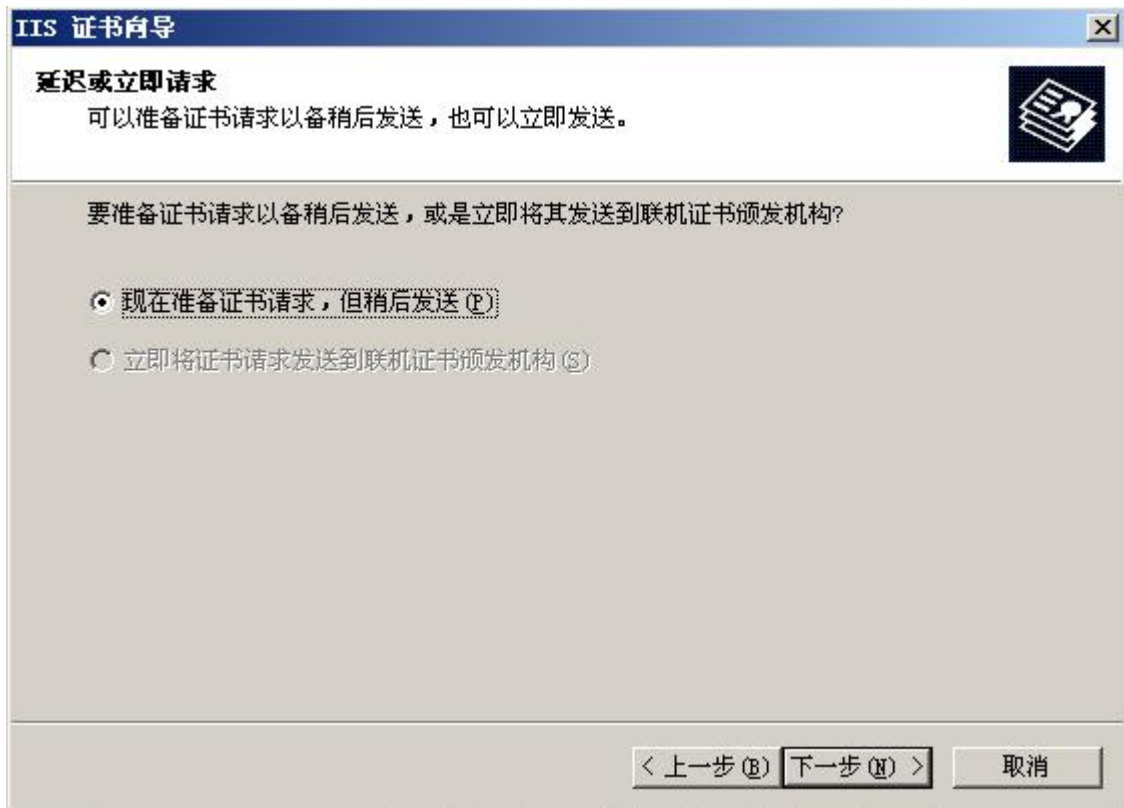 IIS 证书向导
延迟或立即请求
可以准备证书请求以备稍后发送，也可以立即发送。
要准备证书请求以备稍后发送，或是立即将其发送到联机证书颁发机构?
现在准备证书请求，但稍后发送(P)
立即将证书请求发送到联机证书颁发机构(S)
< 上一步(B) 下一步(N) > 取消